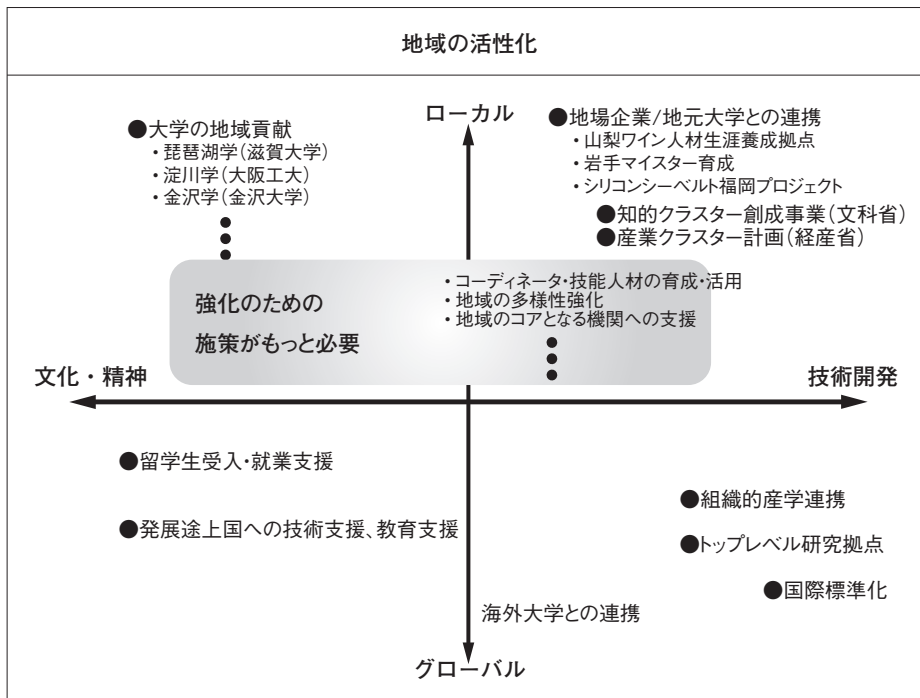 地域の活性化
ローカル
●大学の地域貢献
・琵琶湖学(滋賀大学)
・淀川学(大阪工大)
・金沢学(金沢大学)
●地場企業/地元大学との連携
・山梨ワイン人材生涯養成拠点
・岩手マイスター育成
・シリコンシーベルト福岡プロジェクト
●知的クラスター創成事業(文科省)
●産業クラスター計画(経産省)
強化のための
施策がもっと必要
・コーディネータ・技能人材の育成・活用
・地域の多様性強化
・地域のコアとなる機関への支援
文化・精神
技術開発
●留学生受入・就業支援
●発展途上国への技術支援、教育支援
●組織的産学連携
●トップレベル研究拠点
●国際標準化
海外大学との連携
グローバル